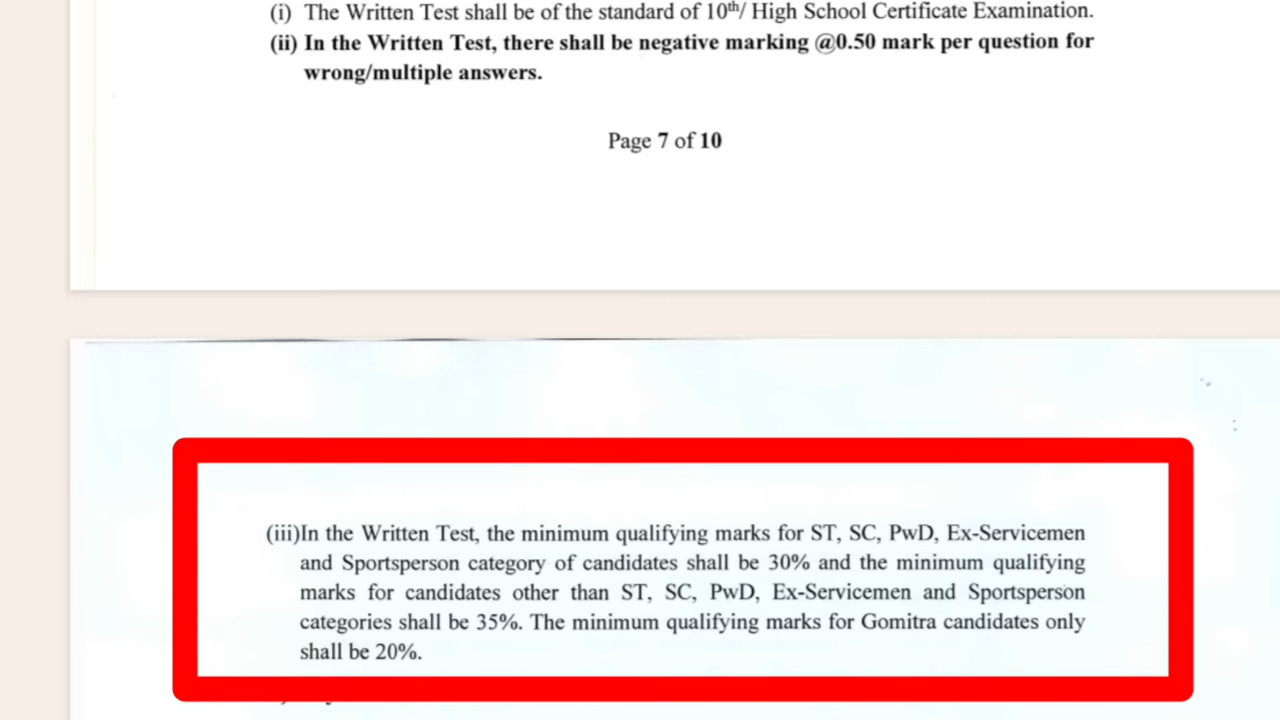 (i) The Written Test shall be of the standard of 10th/ High School Certificate Examination.
(ii) In the Written Test, there shall be negative marking @0.50 mark per question for
wrong/multiple answers.
Page 7 of 10
(iii)In the Written Test, the minimum qualifying marks for ST, SC, PwD, Ex-Servicemen
and Sportsperson category of candidates shall be 30% and the minimum qualifying
marks for candidates other than ST, SC, PwD, Ex-Servicemen and Sportsperson
categories shall be 35%. The minimum qualifying marks for Gomitra candidates only
shall be 20%.